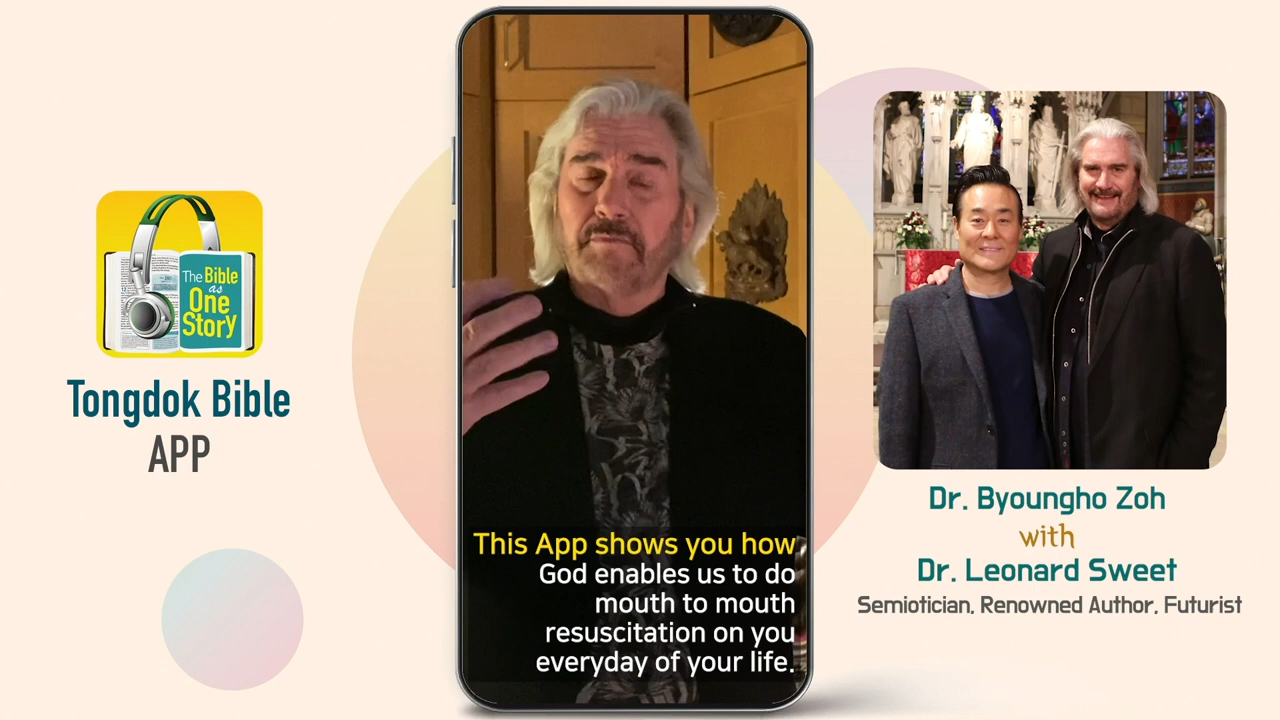 The Bible
as
One
Story
Tongdok Bible
APP
This App shows you how
God enables us to do
mouth to mouth
resuscitation on you
everyday of your life.
Dr. Byoungho Zoh
with
Dr. Leonard Sweet
Semiotician, Renowned Author, Futurist